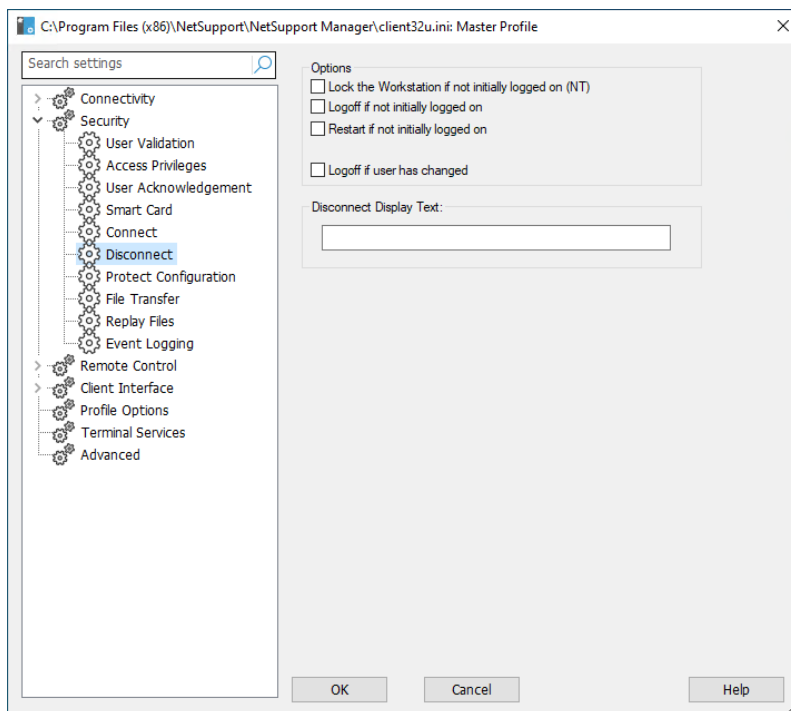 C:\Program Files (x86)\NetSupport\NetSupport Manager\client32u.ini: Master Profile
Search settings
Connectivity
Security
User Validation
Access Privileges
User Acknowledgement
Smart Card
Connect
Disconnect
Protect Configuration
File Transfer
Replay Files
Event Logging
Remote Control
Client Interface
Profile Options
Terminal Services
Advanced
Options
Lock the Workstation if not initially logged on (NT)
Logoff if not initially logged on
Restart if not initially logged on
Logoff if user has changed
Disconnect Display Text:
OK
Cancel
Help